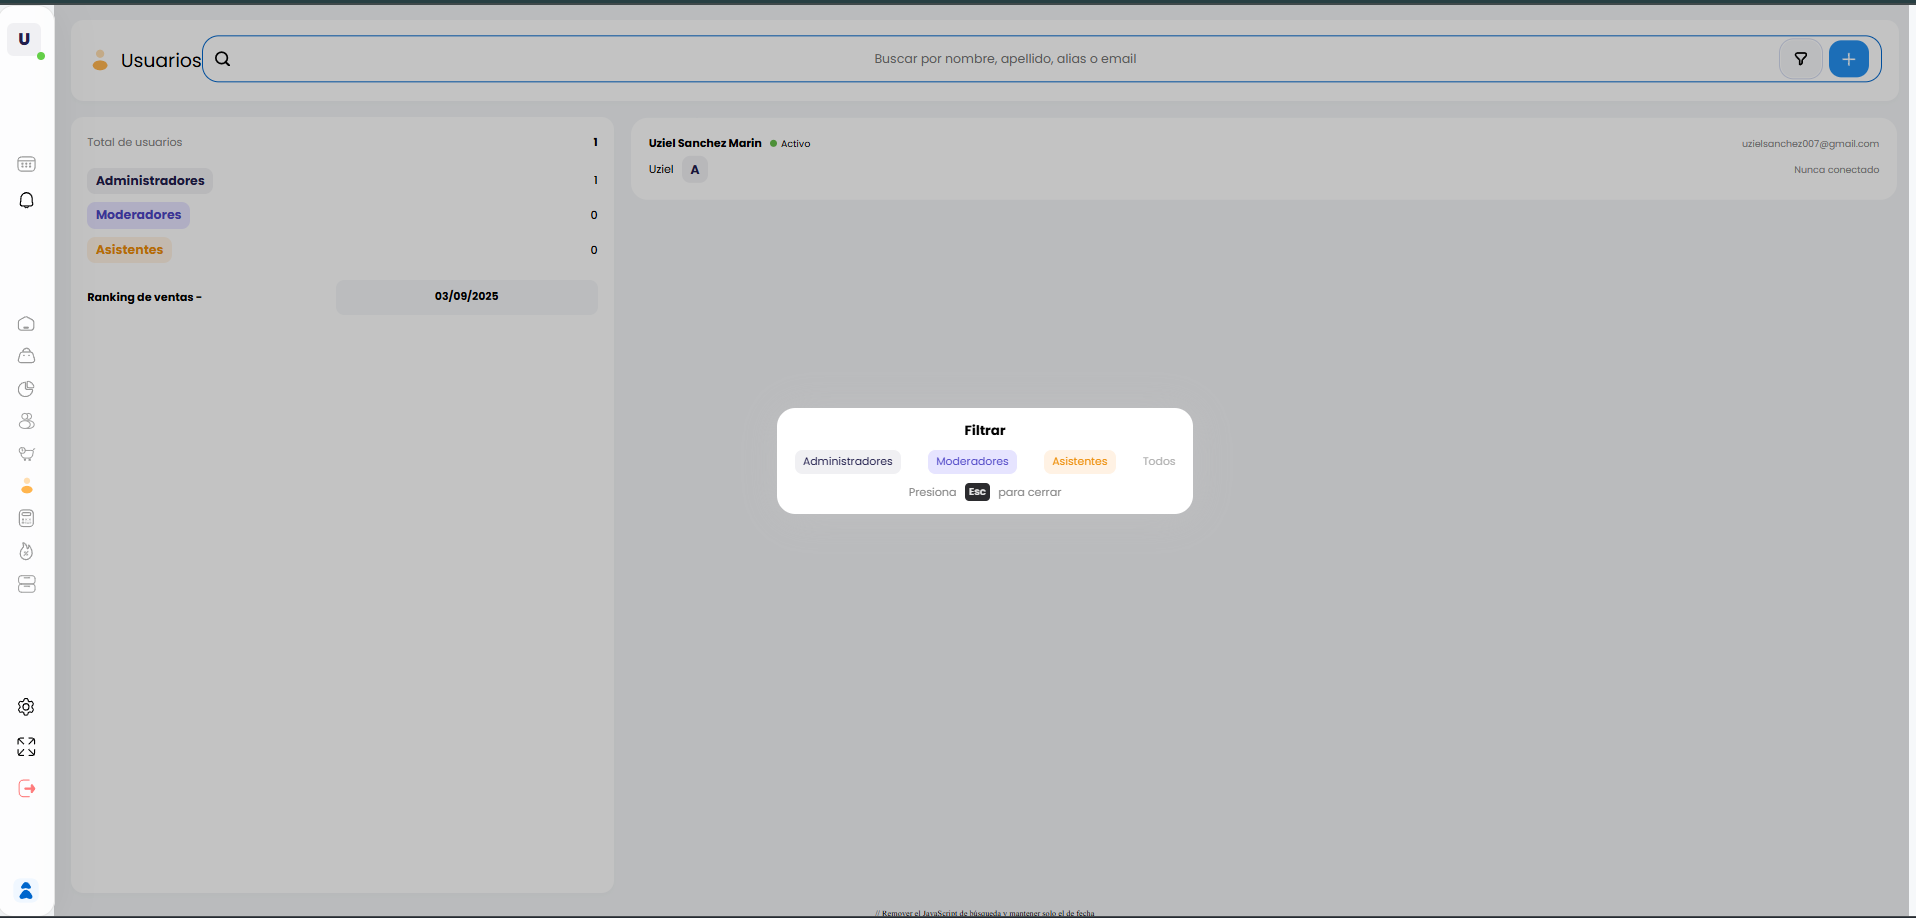 U
Usuarios
Buscar por nombre, apellido, alias o email
Total de usuarios 1
Administradores 1
Moderadores 0
Asistentes 0
Ranking de ventas - 03/09/2025
Uziel Sanchez Marin Activo uzielsanchez007@gmail.com
Uziel A Nunca conectado
Filtrar
Administradores Moderadores Asistentes Todos
Presiona Esc para cerrar
// Remover el JavaScript de búsqueda y mantener solo el de fecha